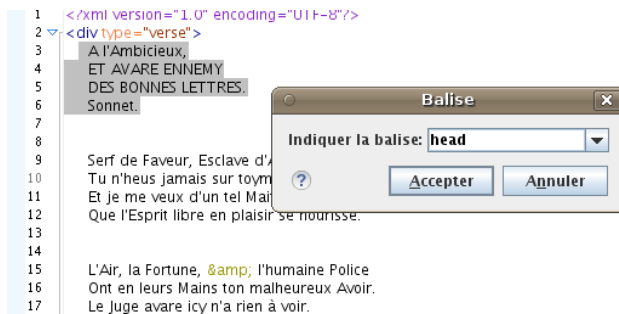 1 <?xml version="1.0" encoding="UTF-8"?>
2 <div type="verse">
3 A l'Ambicieux,
4 ET AVARE ENNEMY
5 DES BONNES LETTRES.
6 Sonnet.
7
8
9 Serf de Faveur, Esclave d'A
10 Tu n'heus jamais sur toym
11 Et je me veux d'un tel Mai
12 Que l'Esprit libre en plaisir se nourisse.
13
14
15 L'Air, la Fortune, &amp; l'humaine Police
16 Ont en leurs Mains ton malheureux Avoir.
17 Le Juge avare icy n'a rien à voir.
Balise
Indiquer la balise: head
? Accepter Annuler